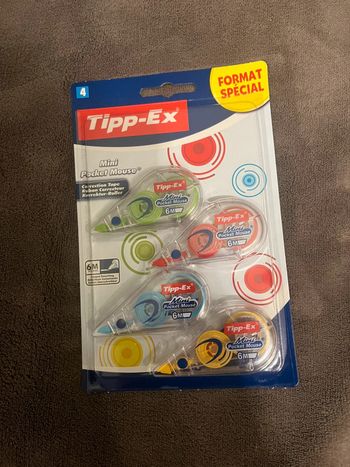 4
FORMAT
SPÉCIAL
Tipp-Ex
Mini
Pocket Mouse
Correction Tape
Ruban Correcteur
Korrektur-Roller
Tipp-Ex
Mini
Pocket Mouse
6M
Tipp-Ex
Mini
Pocket Mouse
6M
6M
Tipp-Ex
Mini
Pocket Mouse
6M
Tipp-Ex
Mini
Pocket Mouse
6M